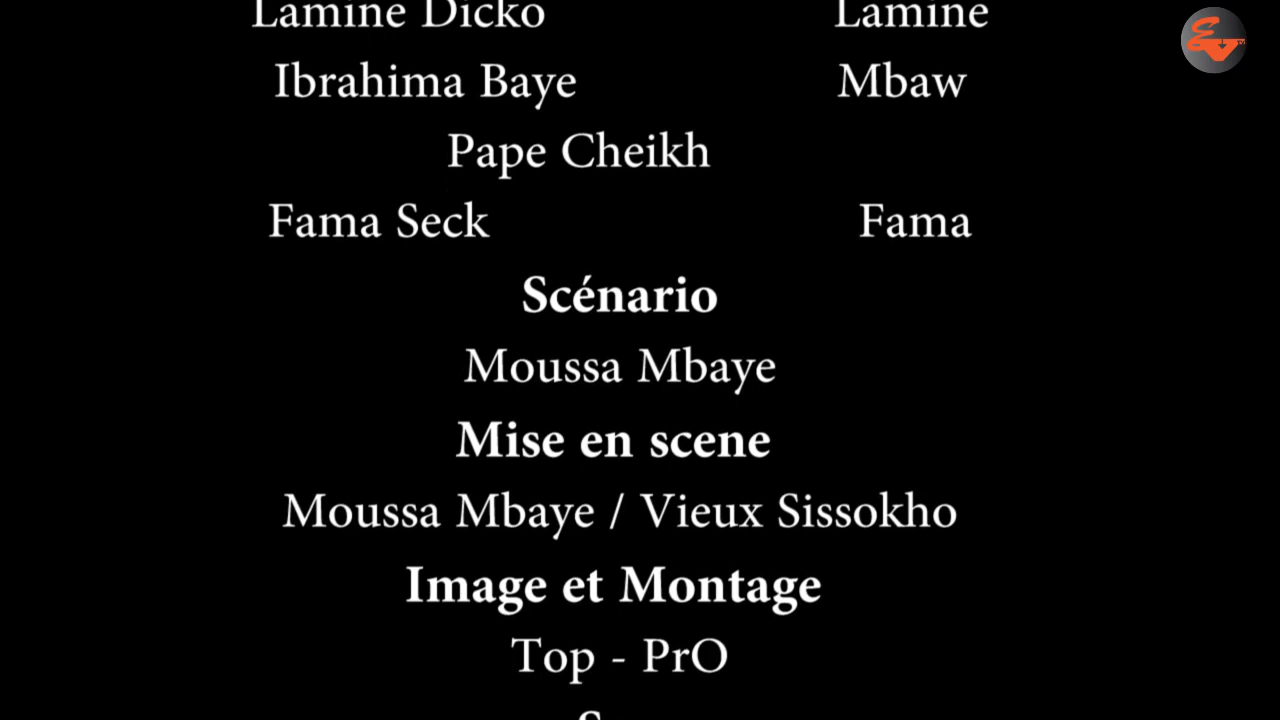 Lamine Dicko Lamine
Ibrahima Baye Mbaw
Pape Cheikh
Fama Seck Fama
Scénario
Moussa Mbaye
Mise en scene
Moussa Mbaye / Vieux Sissokho
Image et Montage
Top - PrO